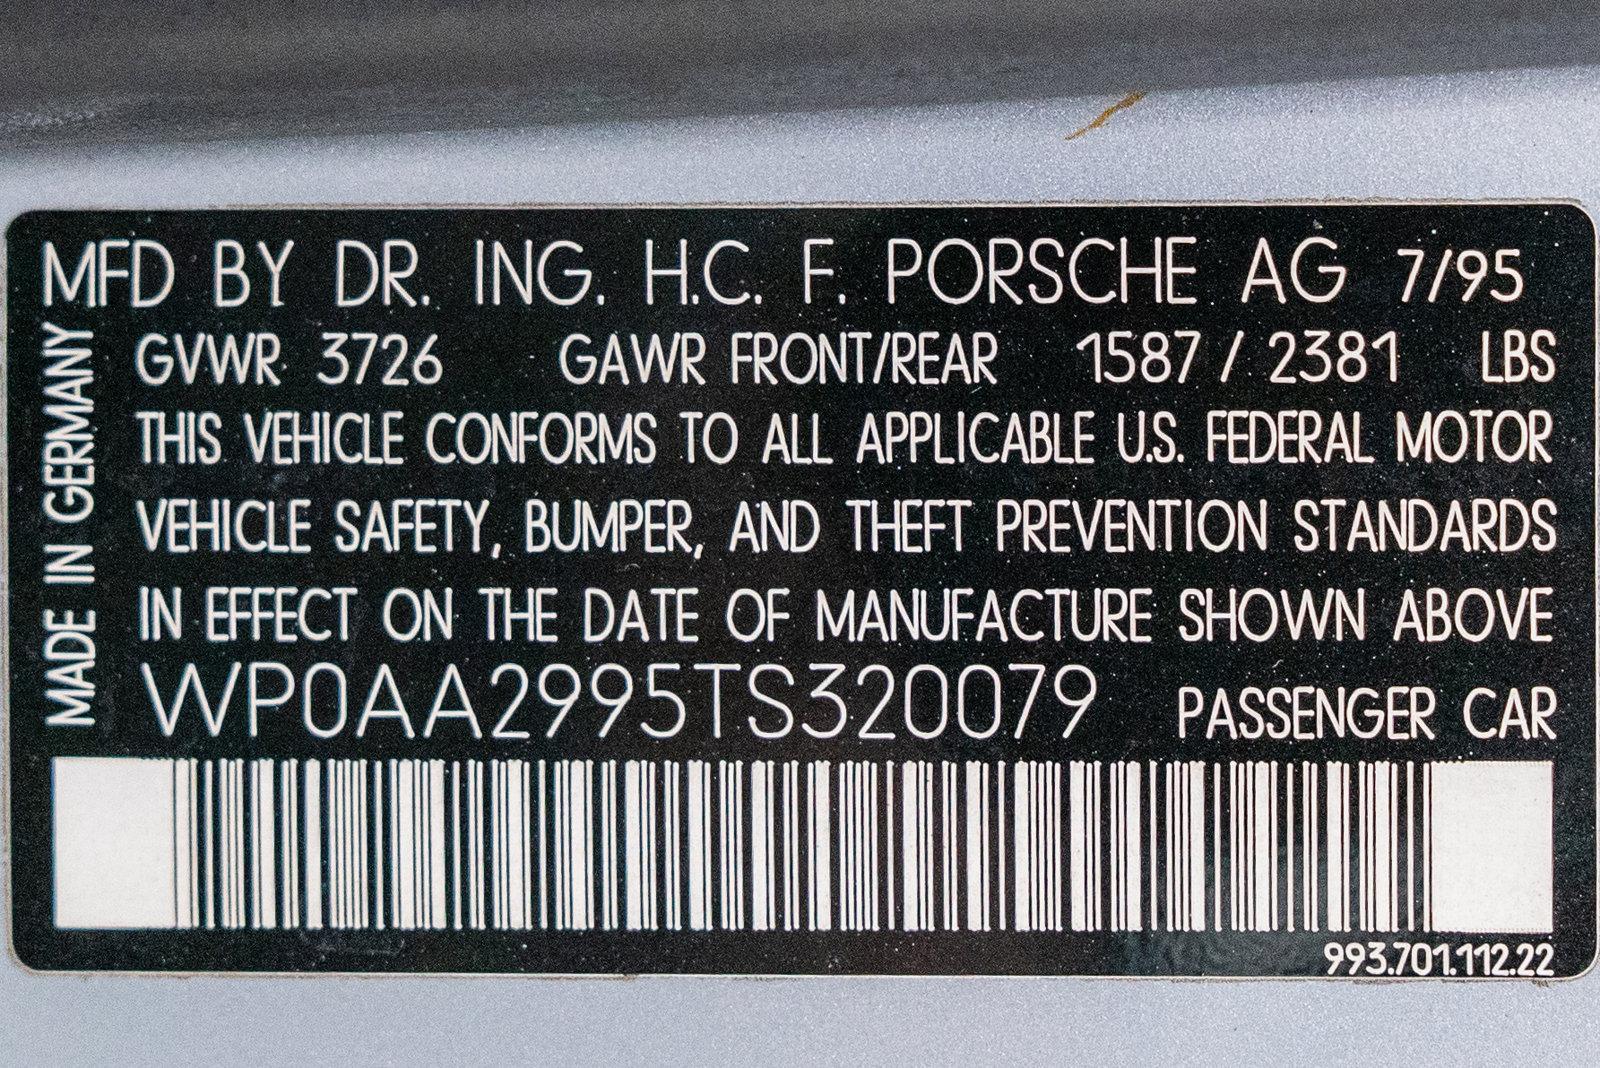 MFD BY DR. ING. H.C. F. PORSCHE AG 7/95
MADE IN GERMANY
GVWR 3726 GAWR FRONT/REAR 1587 / 2381 LBS
THIS VEHICLE CONFORMS TO ALL APPLICABLE U.S. FEDERAL MOTOR
VEHICLE SAFETY, BUMPER, AND THEFT PREVENTION STANDARDS
IN EFFECT ON THE DATE OF MANUFACTURE SHOWN ABOVE
WP0AA2995TS320079 PASSENGER CAR
993.701.112.22